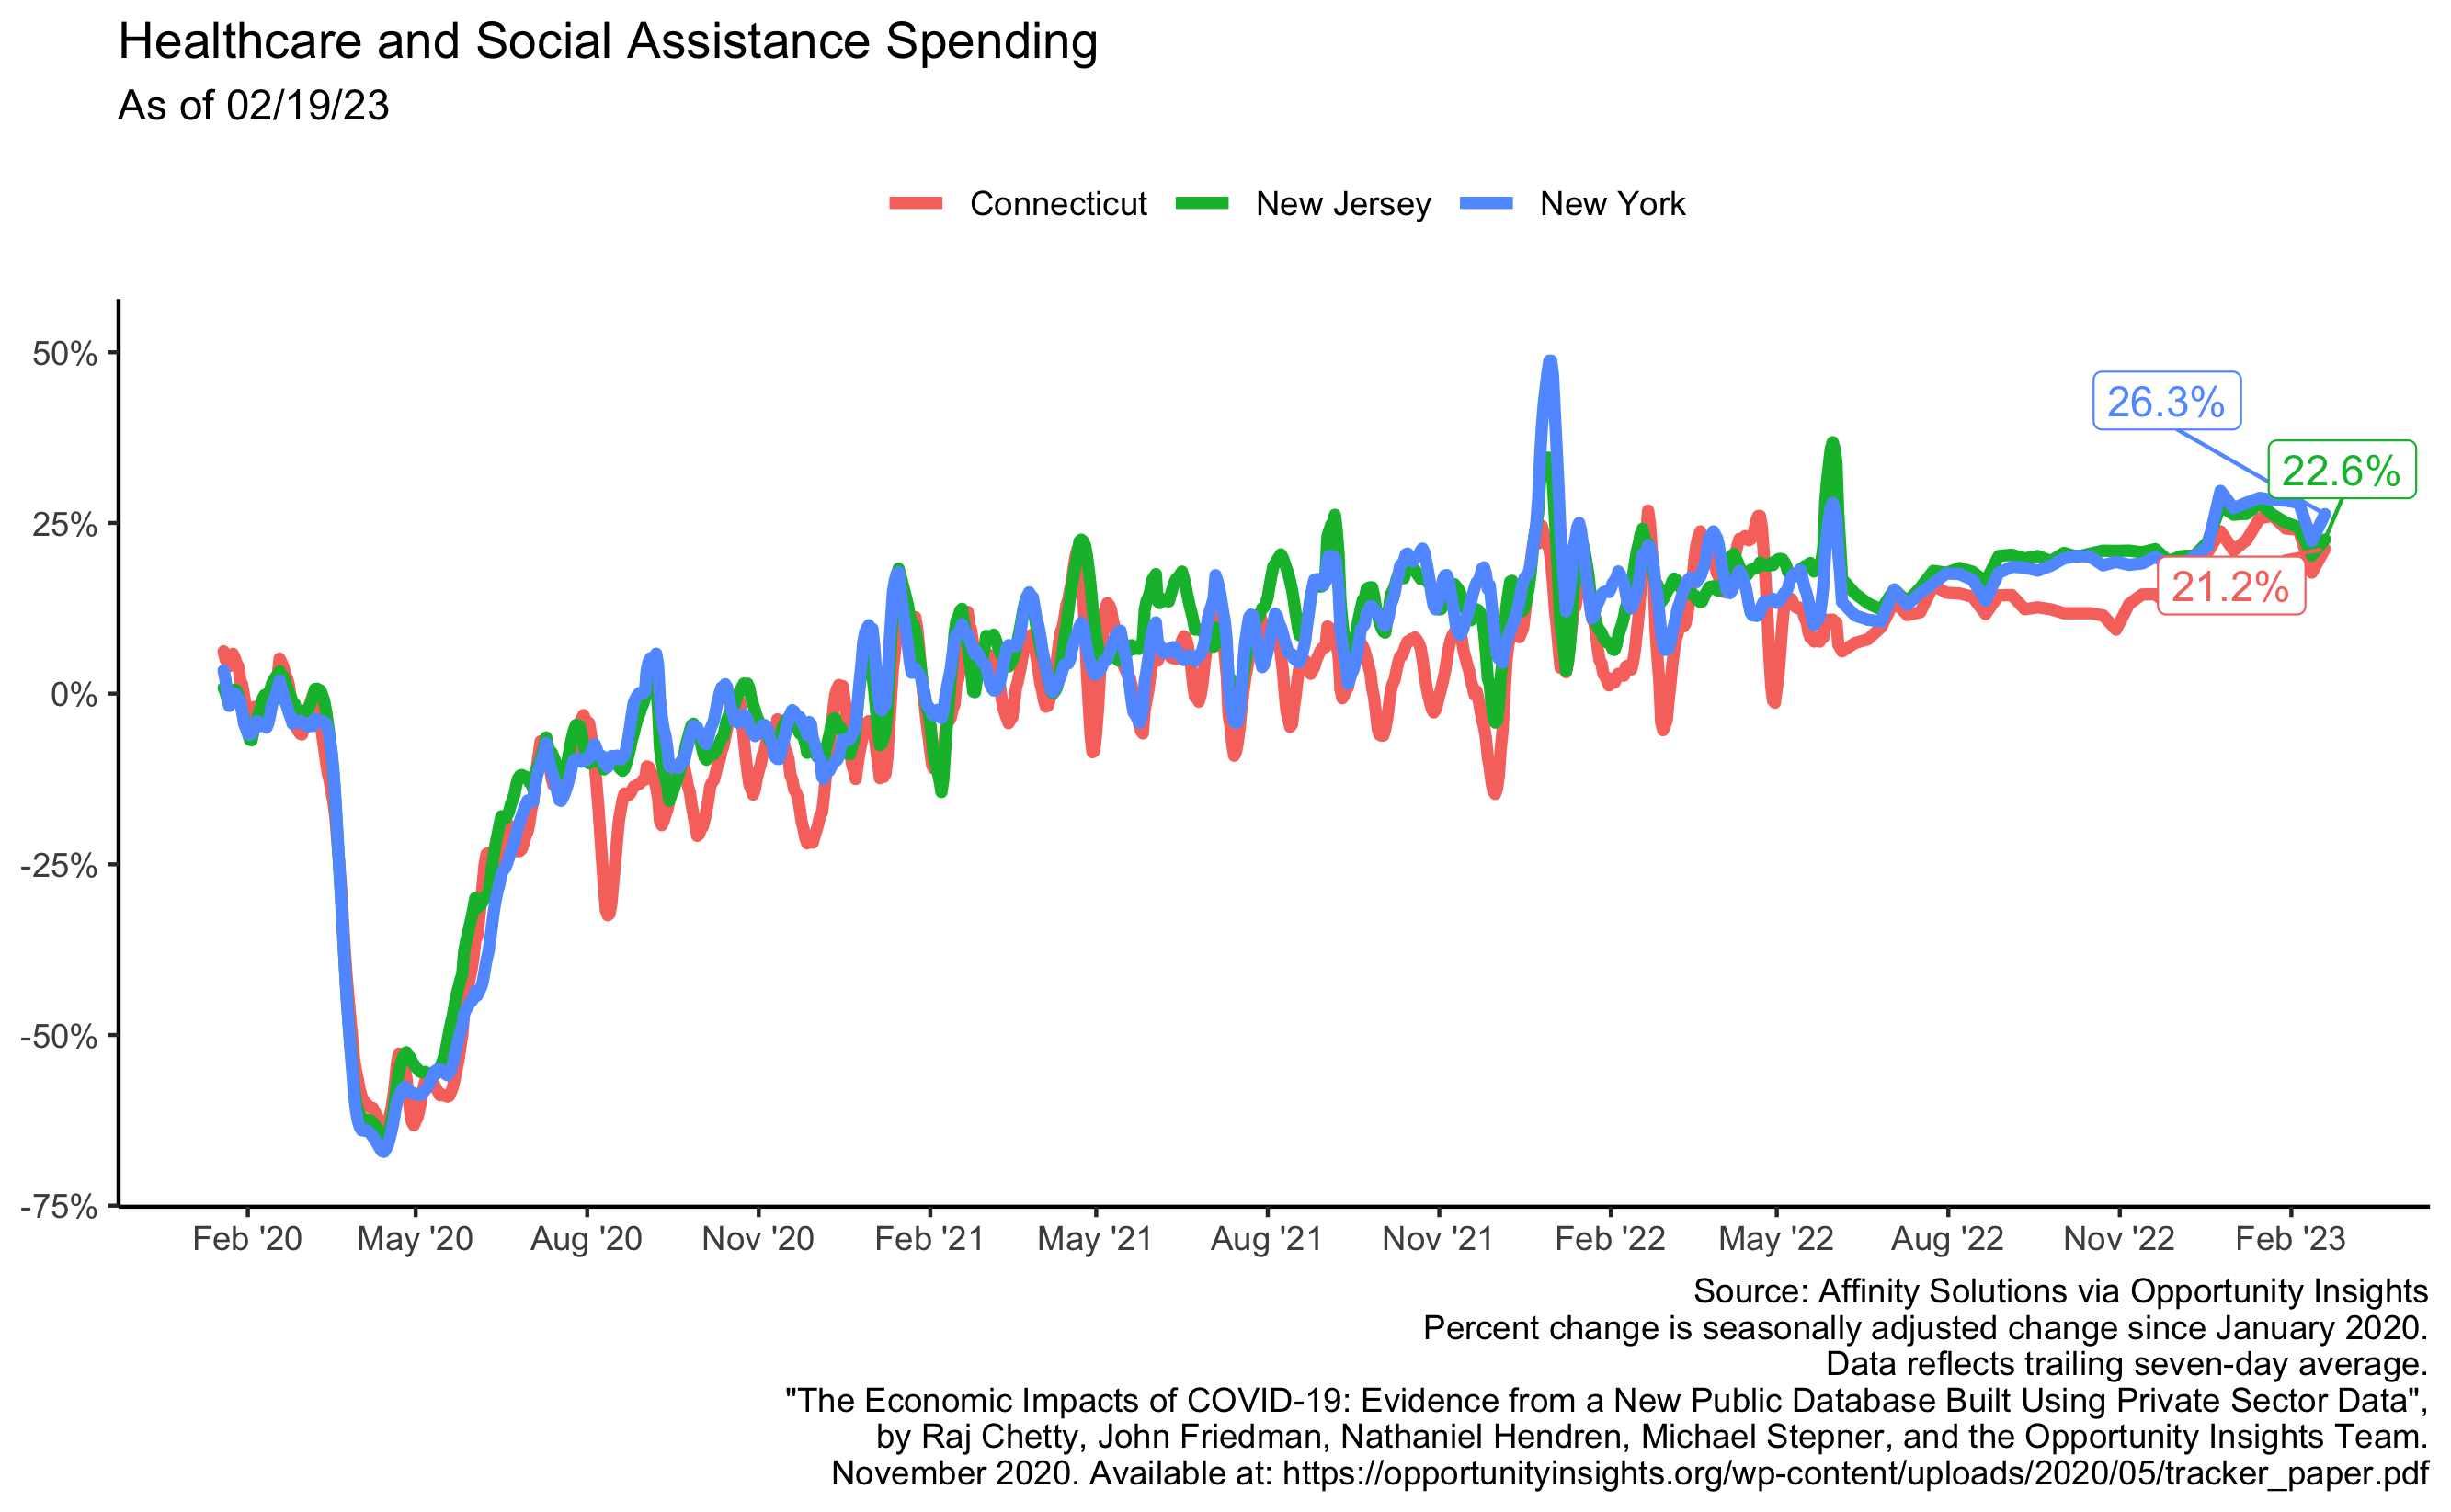 Healthcare and Social Assistance Spending
As of 02/19/23
Connecticut New Jersey New York
50%
25%
0%
-25%
-50%
-75%
26.3%
22.6%
21.2%
Feb '20 May '20 Aug '20 Nov '20 Feb '21 May '21 Aug '21 Nov '21 Feb '22 May '22 Aug '22 Nov '22 Feb '23
Source: Affinity Solutions via Opportunity Insights
Percent change is seasonally adjusted change since January 2020.
Data reflects trailing seven-day average.
"The Economic Impacts of COVID-19: Evidence from a New Public Database Built Using Private Sector Data",
by Raj Chetty, John Friedman, Nathaniel Hendren, Michael Stepner, and the Opportunity Insights Team.
November 2020. Available at: https://opportunityinsights.org/wp-content/uploads/2020/05/tracker_paper.pdf